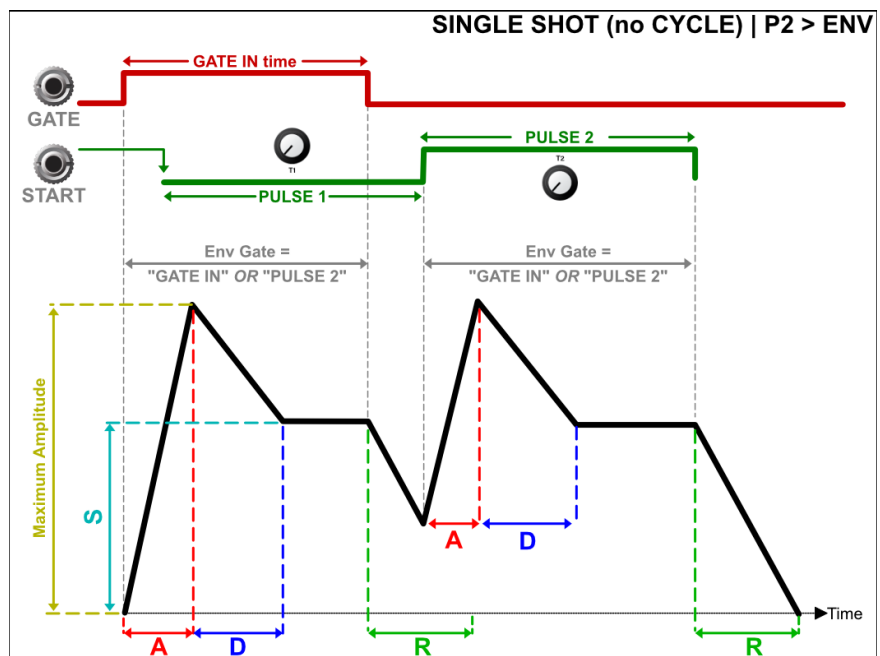 SINGLE SHOT (no CYCLE) | P2 > ENV
GATE IN time
GATE
PULSE 2
T1
T2
START
PULSE 1
Env Gate =
"GATE IN" OR "PULSE 2"
Env Gate =
"GATE IN" OR "PULSE 2"
Maximum Amplitude
S
A
D
Time
A
D
R
R